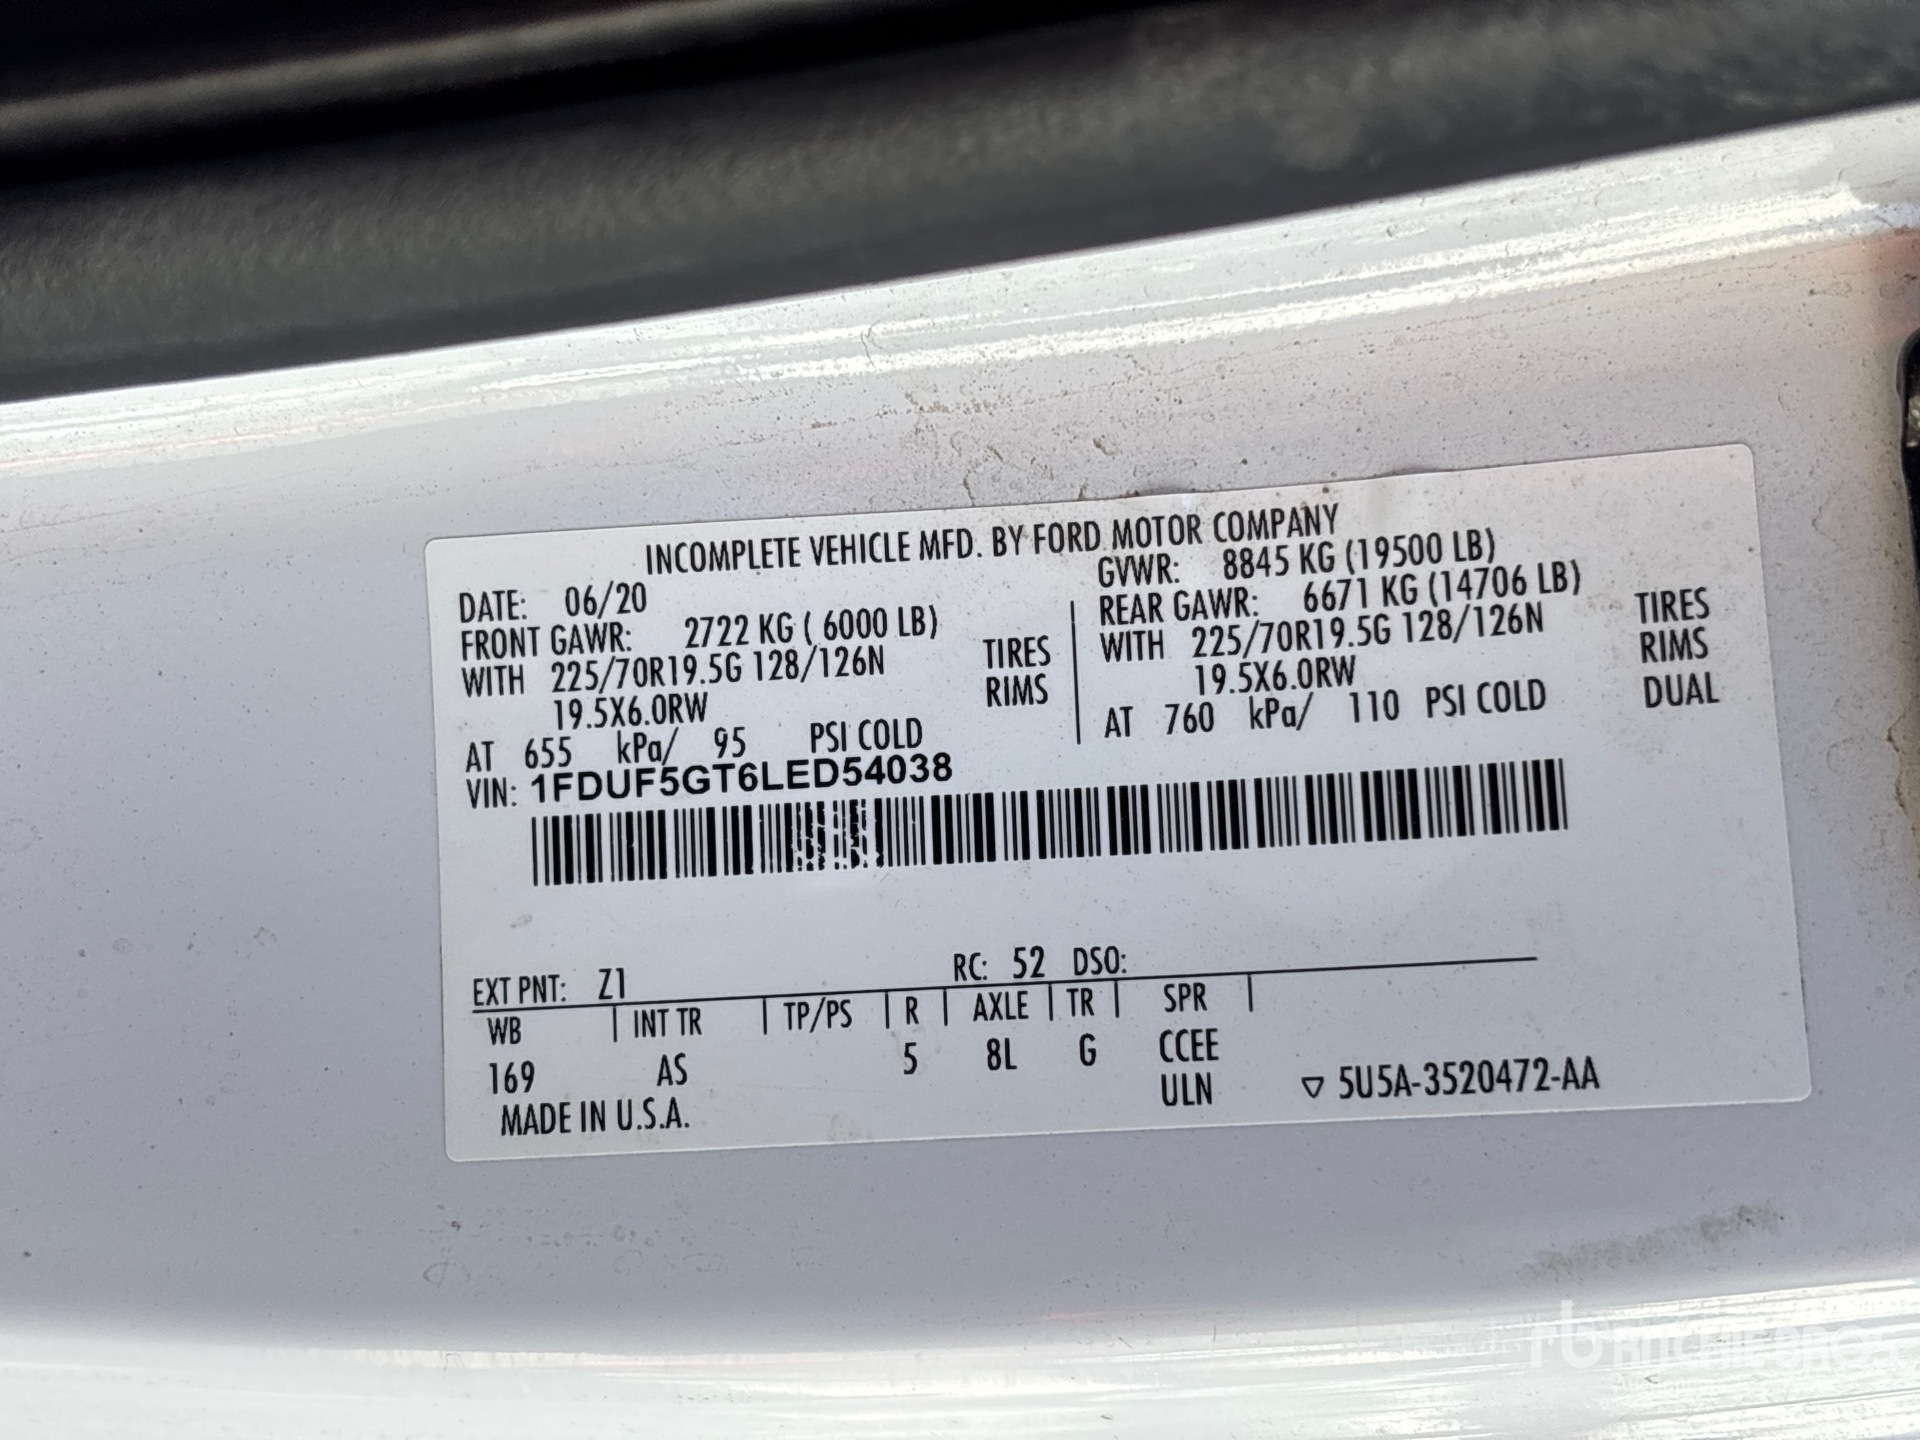 INCOMPLETE VEHICLE MFD. BY FORD MOTOR COMPANY
DATE: 06/20 GVWR: 8845 KG (19500 LB)
FRONT GAWR: 2722 KG ( 6000 LB) REAR GAWR: 6671 KG (14706 LB)
WITH 225/70R19.5G 128/126N TIRES WITH 225/70R19.5G 128/126N TIRES
19.5X6.0RW RIMS 19.5X6.0RW RIMS
AT 655 kPa/ 95 PSI COLD AT 760 kPa/ 110 PSI COLD DUAL
VIN: 1FDUF5GT6LED54038
EXT PNT: Z1 RC: 52 DSO:
WB INT TR TP/PS R AXLE TR SPR
169 AS 5 8L G CCEE
ULN ▽ 5U5A-3520472-AA
MADE IN U.S.A.
rb RITCHIE BROS